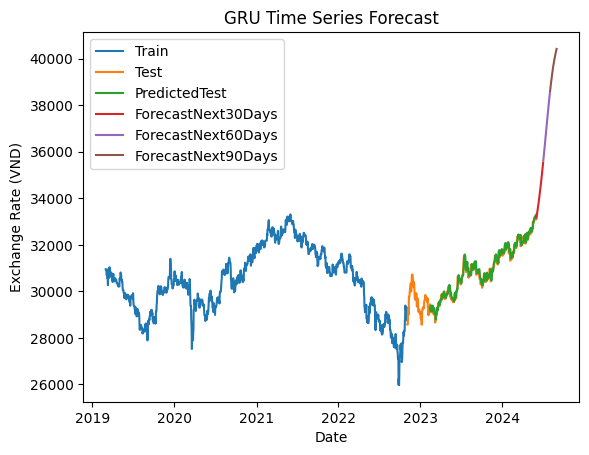 GRU Time Series Forecast
Train
Test
PredictedTest
ForecastNext30Days
ForecastNext60Days
ForecastNext90Days
Exchange Rate (VND)
40000
38000
36000
34000
32000
30000
28000
26000
2019
2020
2021
2022
2023
2024
Date